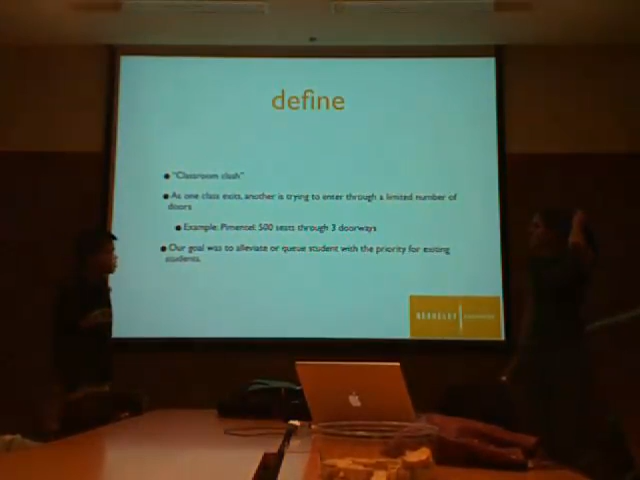 define
• "Classroom clash"
• As one class exits, another is trying to enter through a limited number of
doors
• Example: Pimentel: 500 seats through 3 doorways
• Our goal was to alleviate or queue student with the priority for exiting
students.
BERKELEY